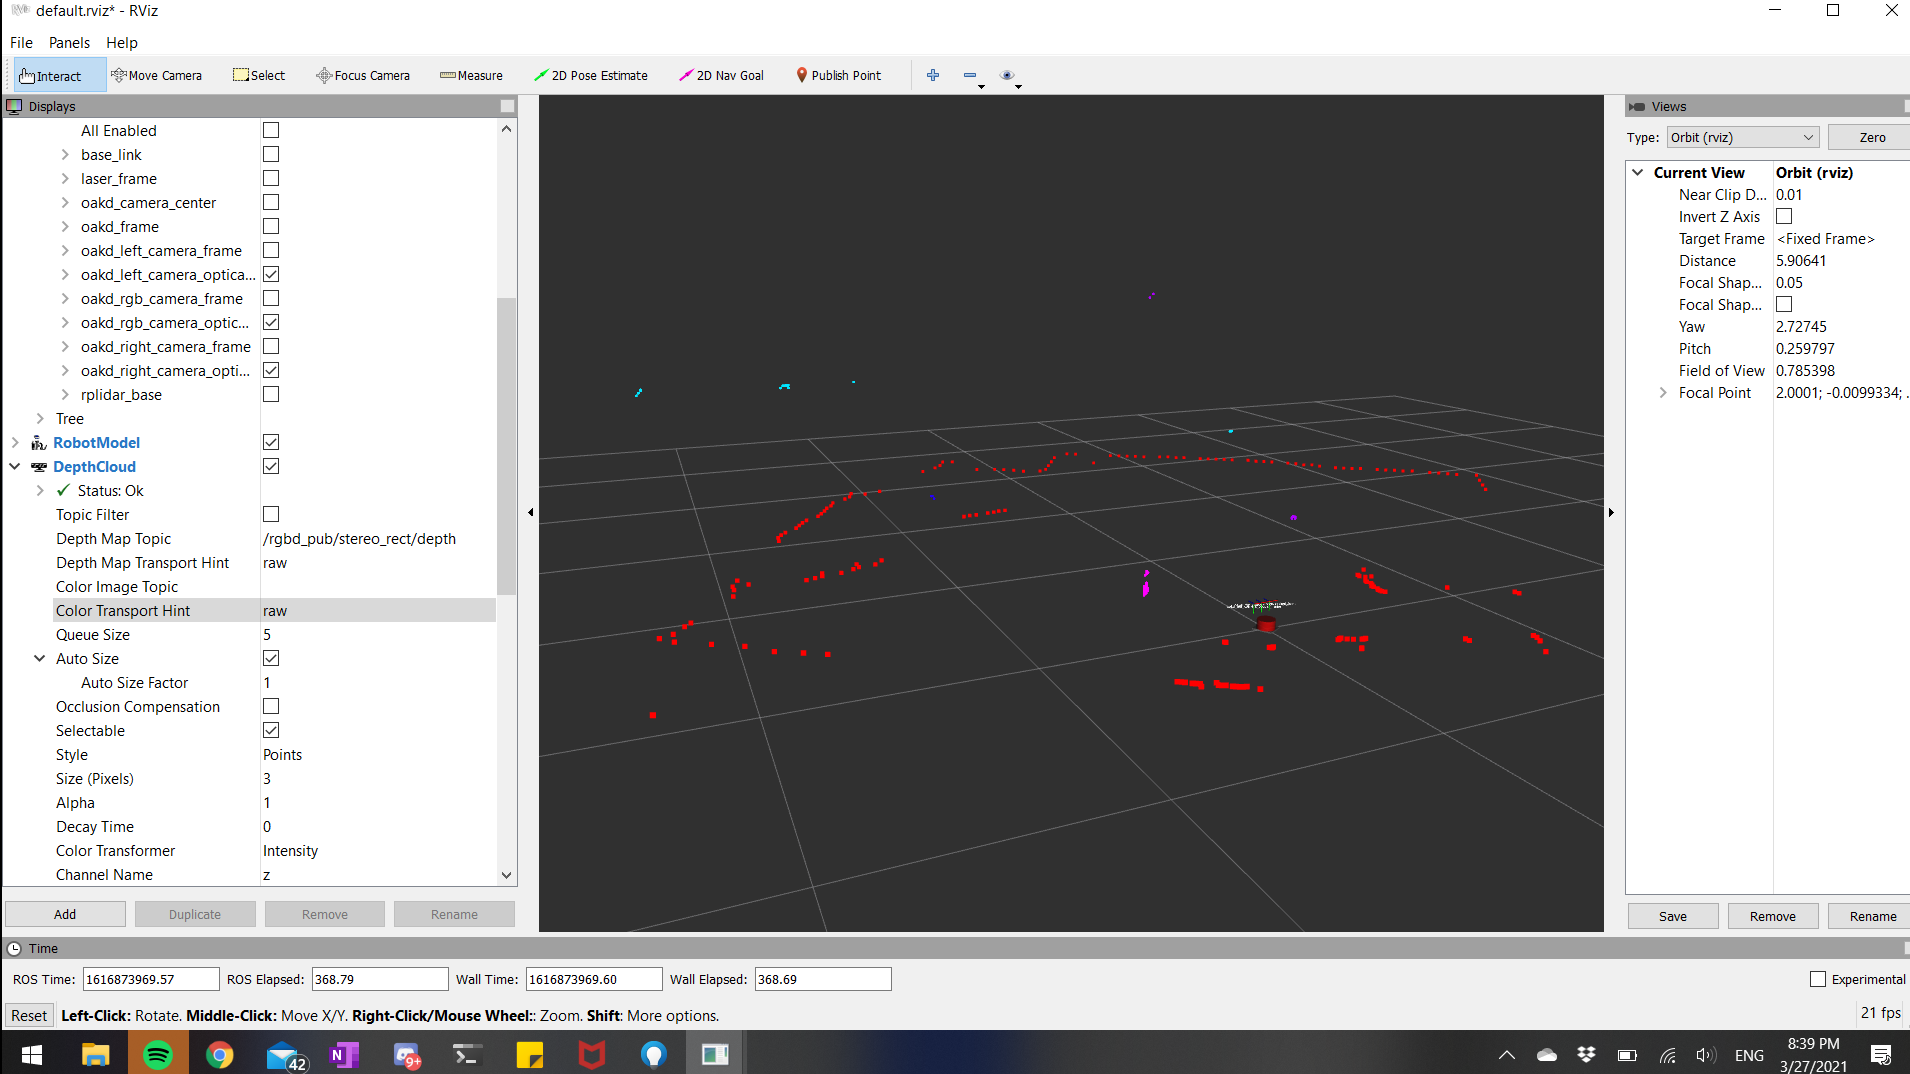 default.rviz* - RViz
File Panels Help
Interact Move Camera Select Focus Camera Measure 2D Pose Estimate 2D Nav Goal Publish Point
Displays
All Enabled
base_link
laser_frame
oakd_camera_center
oakd_frame
oakd_left_camera_frame
oakd_left_camera_optica...
oakd_rgb_camera_frame
oakd_rgb_camera_optic...
oakd_right_camera_frame
oakd_right_camera_opti...
rplidar_base
Tree
RobotModel
DepthCloud
Status: Ok
Topic Filter
Depth Map Topic /rgbd_pub/stereo_rect/depth
Depth Map Transport Hint raw
Color Image Topic
Color Transport Hint raw
Queue Size 5
Auto Size
Auto Size Factor 1
Occlusion Compensation
Selectable
Style Points
Size (Pixels) 3
Alpha 1
Decay Time 0
Color Transformer Intensity
Channel Name z
Add Duplicate Remove Rename
Views
Type: Orbit (rviz) Zero
Current View Orbit (rviz)
Near Clip D... 0.01
Invert Z Axis
Target Frame <Fixed Frame>
Distance 5.90641
Focal Shap... 0.05
Focal Shap...
Yaw 2.72745
Pitch 0.259797
Field of View 0.785398
Focal Point 2.0001; -0.0099334; .
Save Remove Rename
Time
ROS Time: 1616873969.57 ROS Elapsed: 368.79 Wall Time: 1616873969.60 Wall Elapsed: 368.69 Experimental
Reset Left-Click: Rotate. Middle-Click: Move X/Y. Right-Click/Mouse Wheel:: Zoom. Shift: More options. 21 fps
42 N 9+ ENG 8:39 PM
3/27/2021